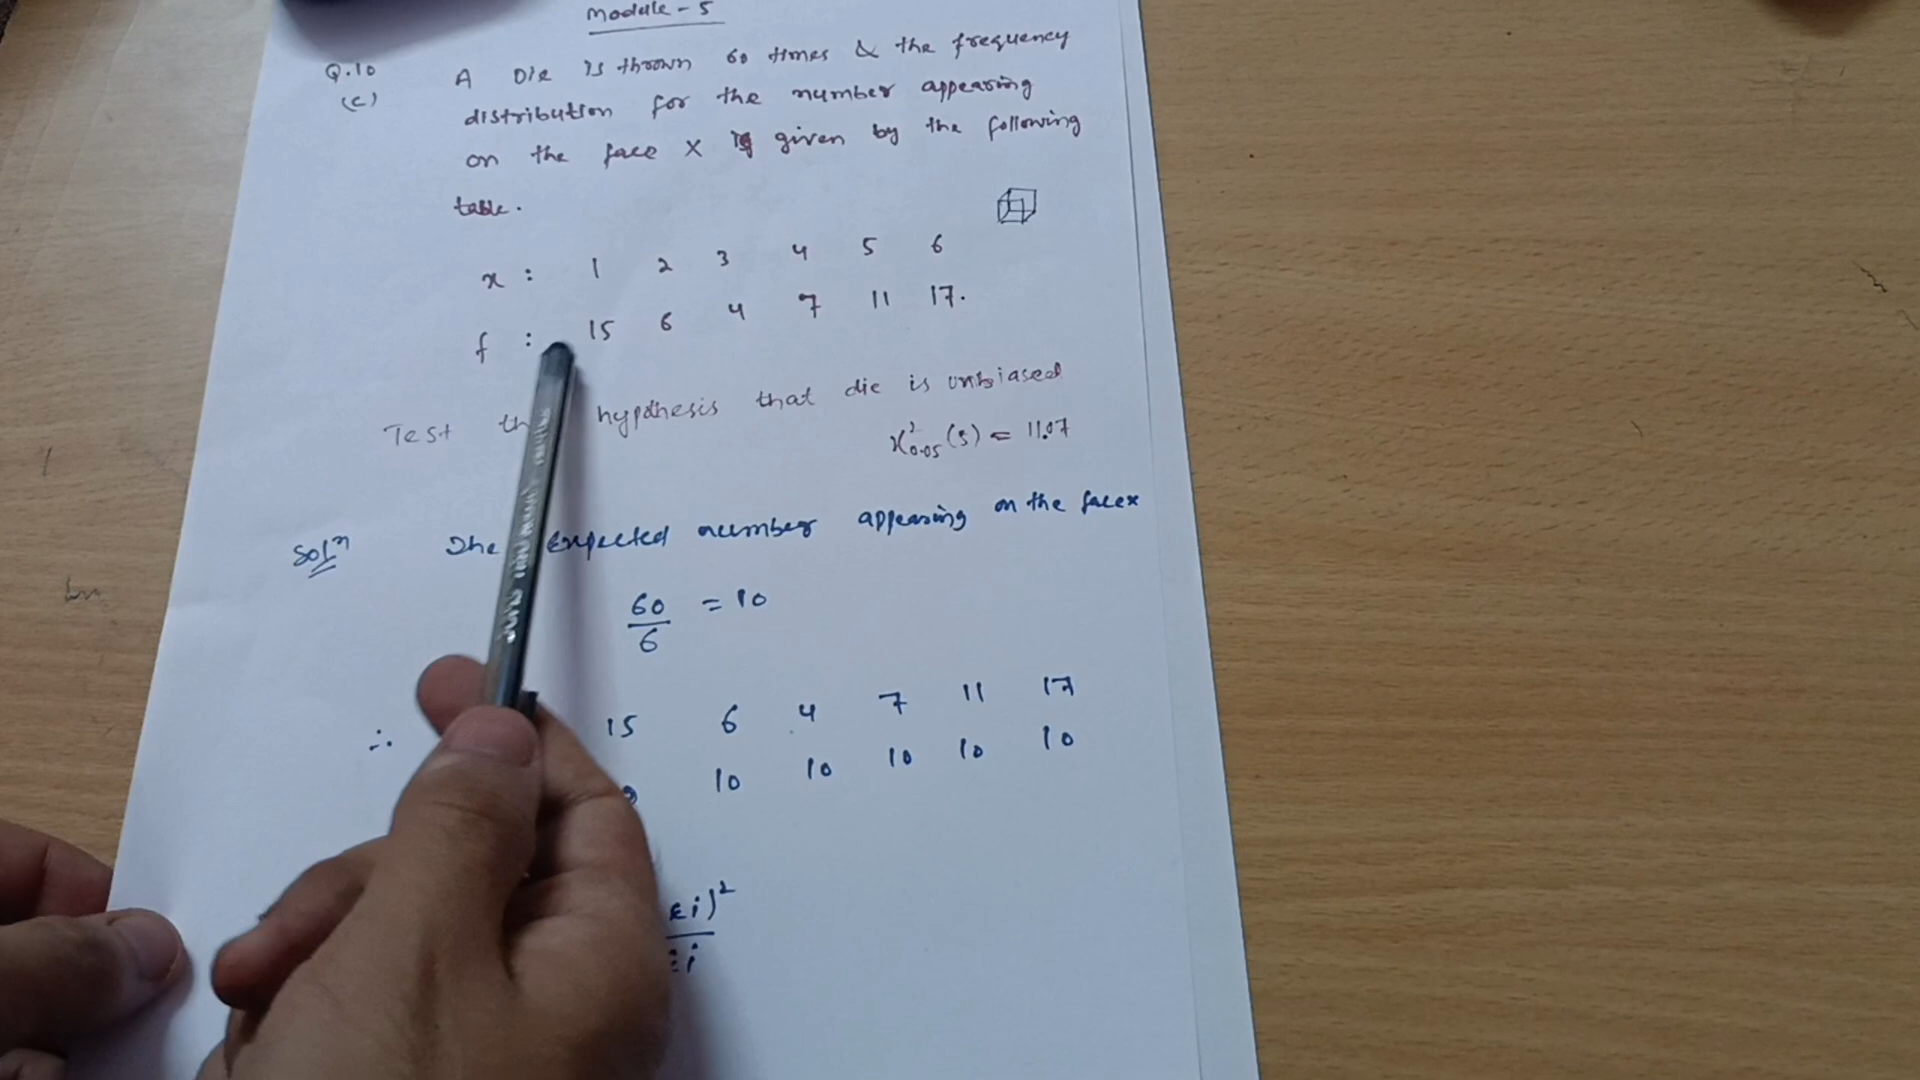 Module - 5
Q.10 A Die is thrown 60 times & the frequency
(c) distribution for the number appearing
on the face X is given by the following
table.
x : 1 2 3 4 5 6
f : 15 6 4 7 11 17.
Test hypothesis that die is unbiased
χ²0.05 (5) = 11.07
Solⁿ The Expected number appearing on the face x
60/6 = 10
∴ 15 6 4 7 11 17
10 10 10 10 10